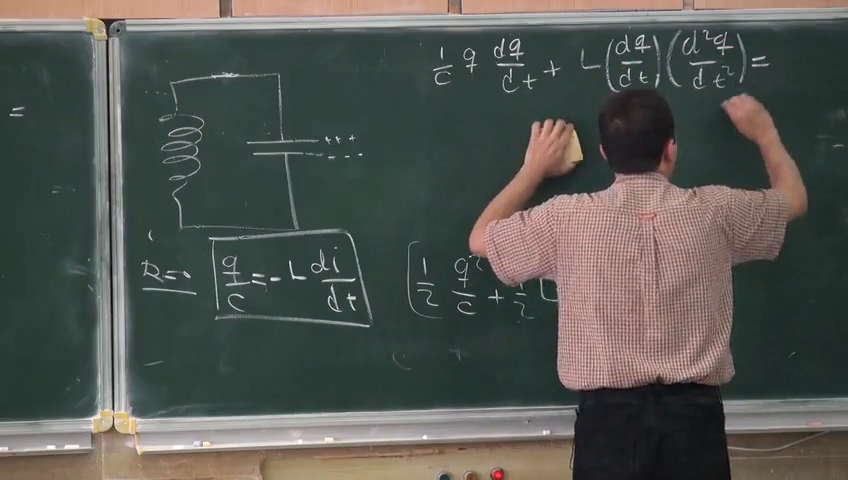 =
1/c q dq/dt + L (dq/dt) (d²q/dt²) =
+ + +
- - -
R=0
q/c = - L di/dt
( 1/2 q²/c + 1/2 L